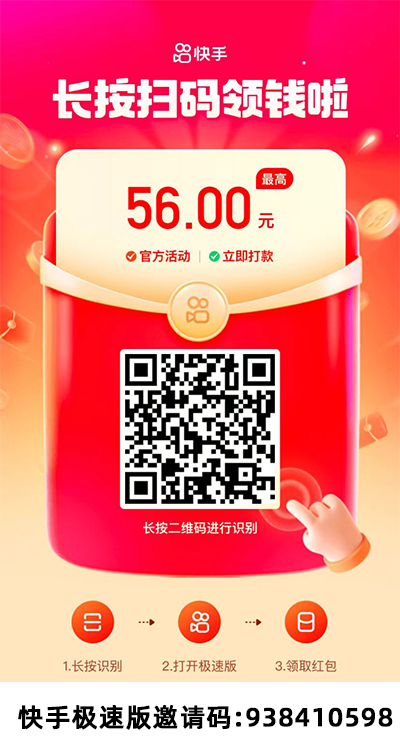 快手
长按扫码领钱啦
最高
56.00元
官方活动 | 立即打款
长按二维码进行识别
1.长按识别 2.打开极速版 3.领取红包
快手极速版邀请码:938410598